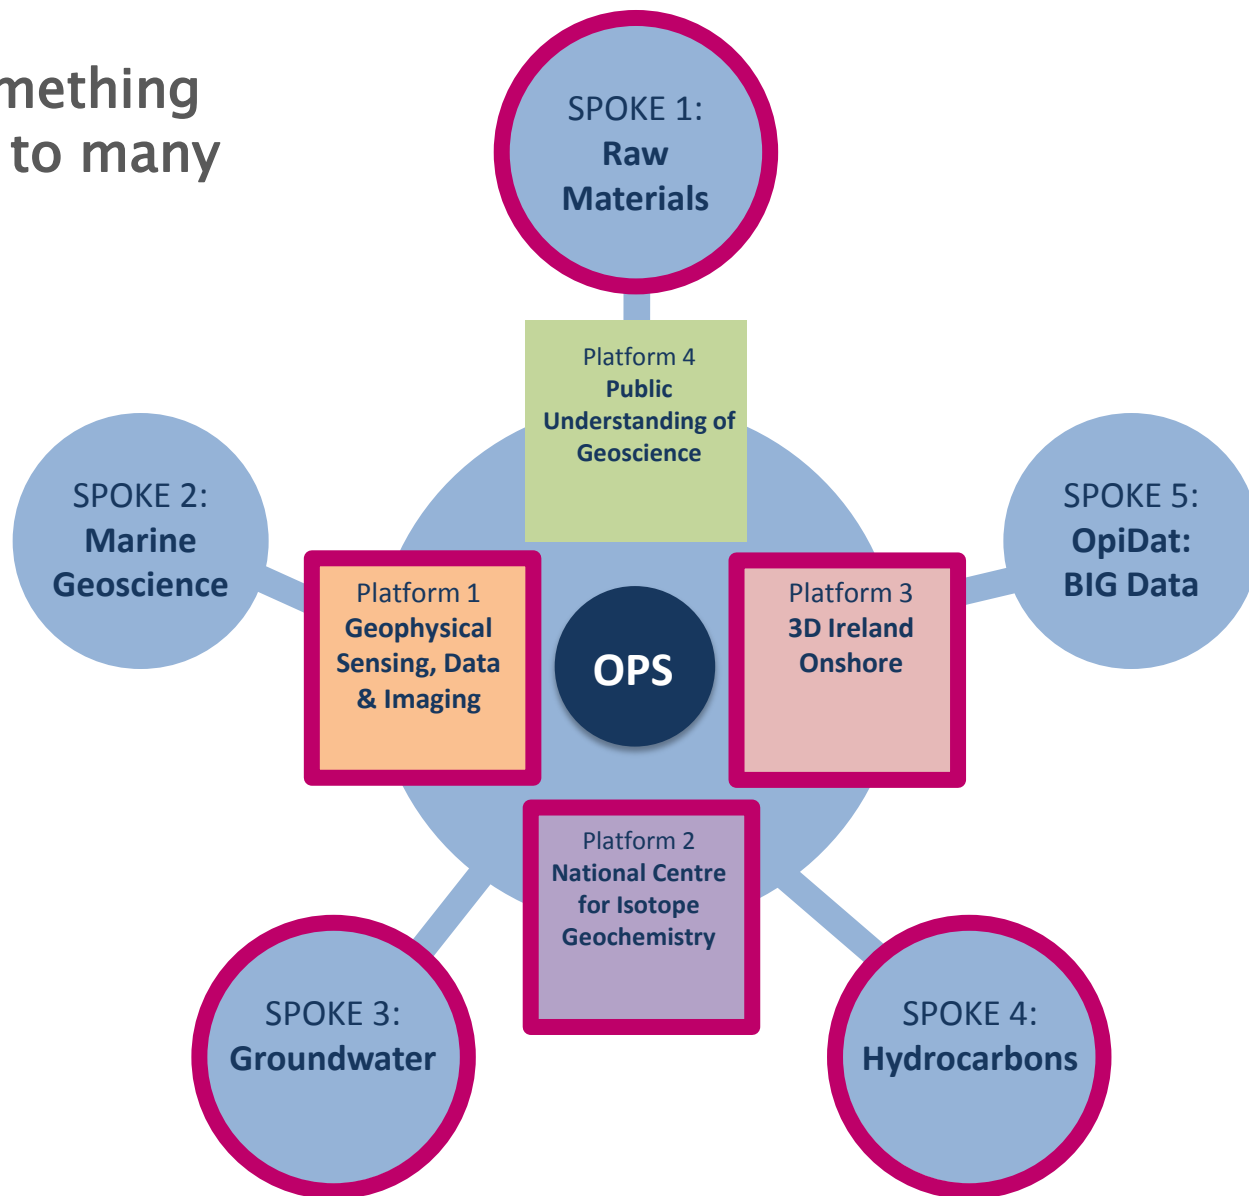 to many
SPOKE 1:
Raw
Materials
Platform 4
Public
Understanding of
Geoscience
SPOKE 2:
Marine
Geoscience
SPOKE 5:
OpiDat:
BIG Data
Platform 1
Geophysical
Sensing, Data
& Imaging
OPS
Platform 3
3D Ireland
Onshore
Platform 2
National Centre
for Isotope
Geochemistry
SPOKE 3:
Groundwater
SPOKE 4:
Hydrocarbons